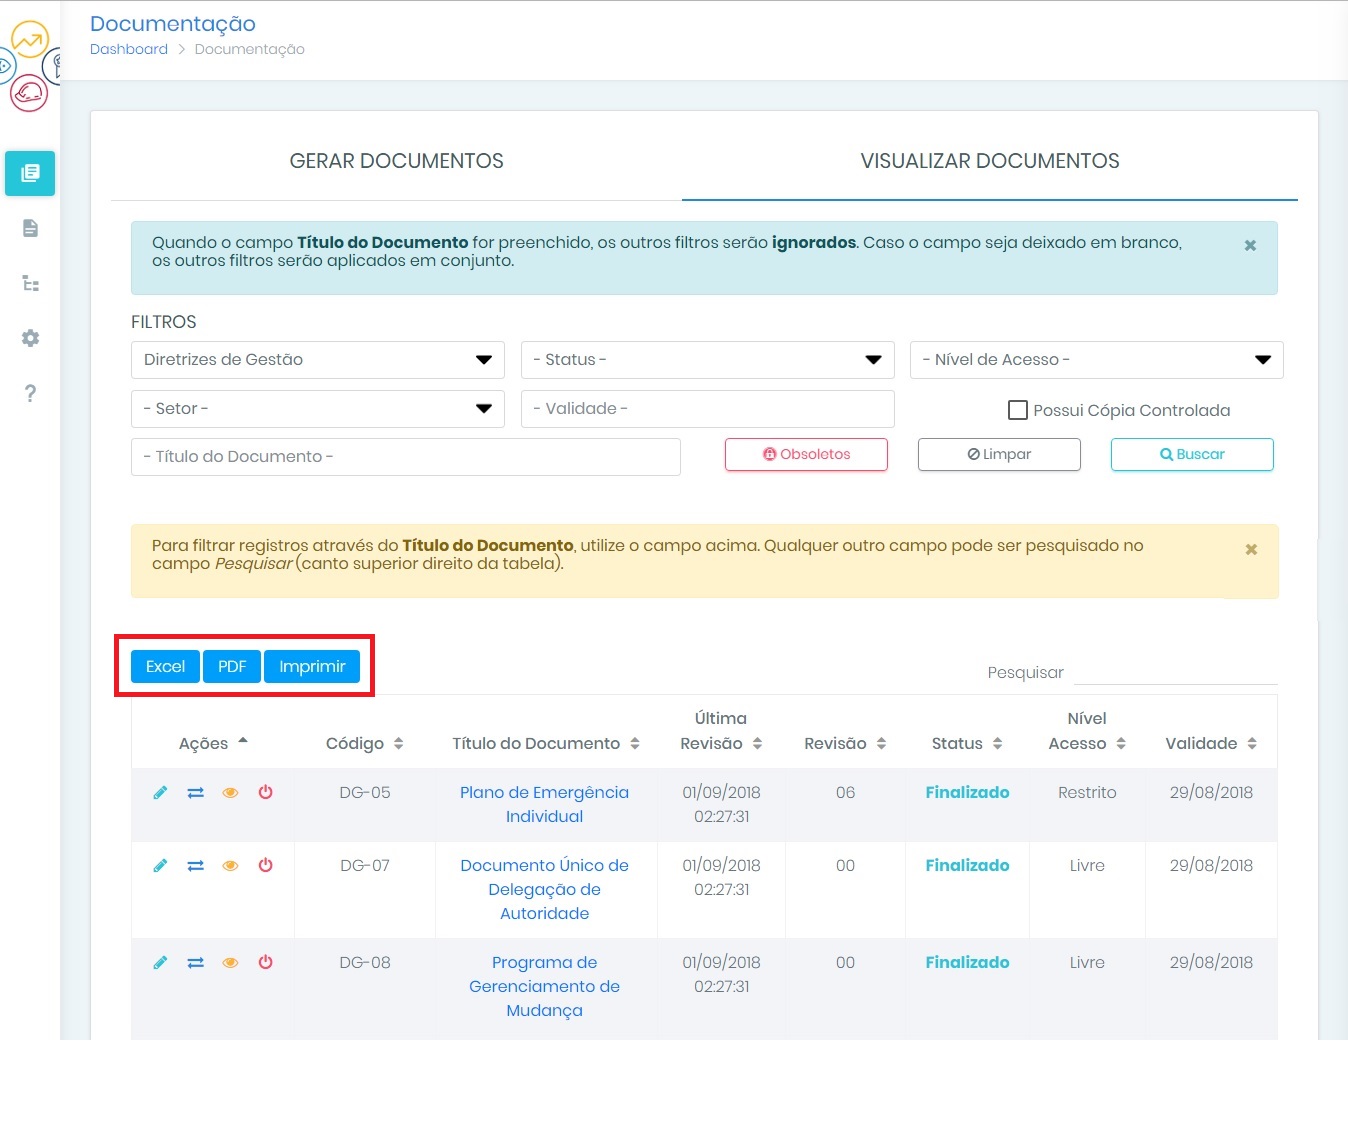 Documentação
Dashboard > Documentação
GERAR DOCUMENTOS
VISUALIZAR DOCUMENTOS
Quando o campo Título do Documento for preenchido, os outros filtros serão ignorados. Caso o campo seja deixado em branco,
os outros filtros serão aplicados em conjunto.
×
FILTROS
Diretrizes de Gestão
- Status -
- Nível de Acesso -
- Setor -
- Validade -
Possui Cópia Controlada
- Título do Documento -
Obsoletos
Limpar
Buscar
Para filtrar registros através do Título do Documento, utilize o campo acima. Qualquer outro campo pode ser pesquisado no
campo Pesquisar (canto superior direito da tabela).
×
Excel PDF Imprimir
Pesquisar
Ações
Código
Título do Documento
Última
Revisão
Revisão
Status
Nível
Acesso
Validade
DG-05
Plano de Emergência
Individual
01/09/2018
02:27:31
06
Finalizado
Restrito
29/08/2018
DG-07
Documento Único de
Delegação de
Autoridade
01/09/2018
02:27:31
00
Finalizado
Livre
29/08/2018
DG-08
Programa de
Gerenciamento de
Mudança
01/09/2018
02:27:31
00
Finalizado
Livre
29/08/2018